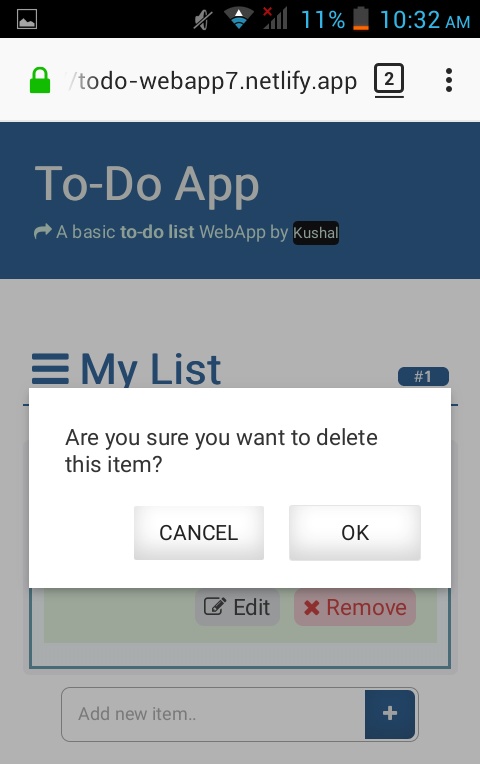 11% 10:32 AM
/todo-webapp7.netlify.app 2
To-Do App
A basic to-do list WebApp by Kushal
My List
#1
Are you sure you want to delete
this item?
CANCEL OK
Edit Remove
Add new item.. +